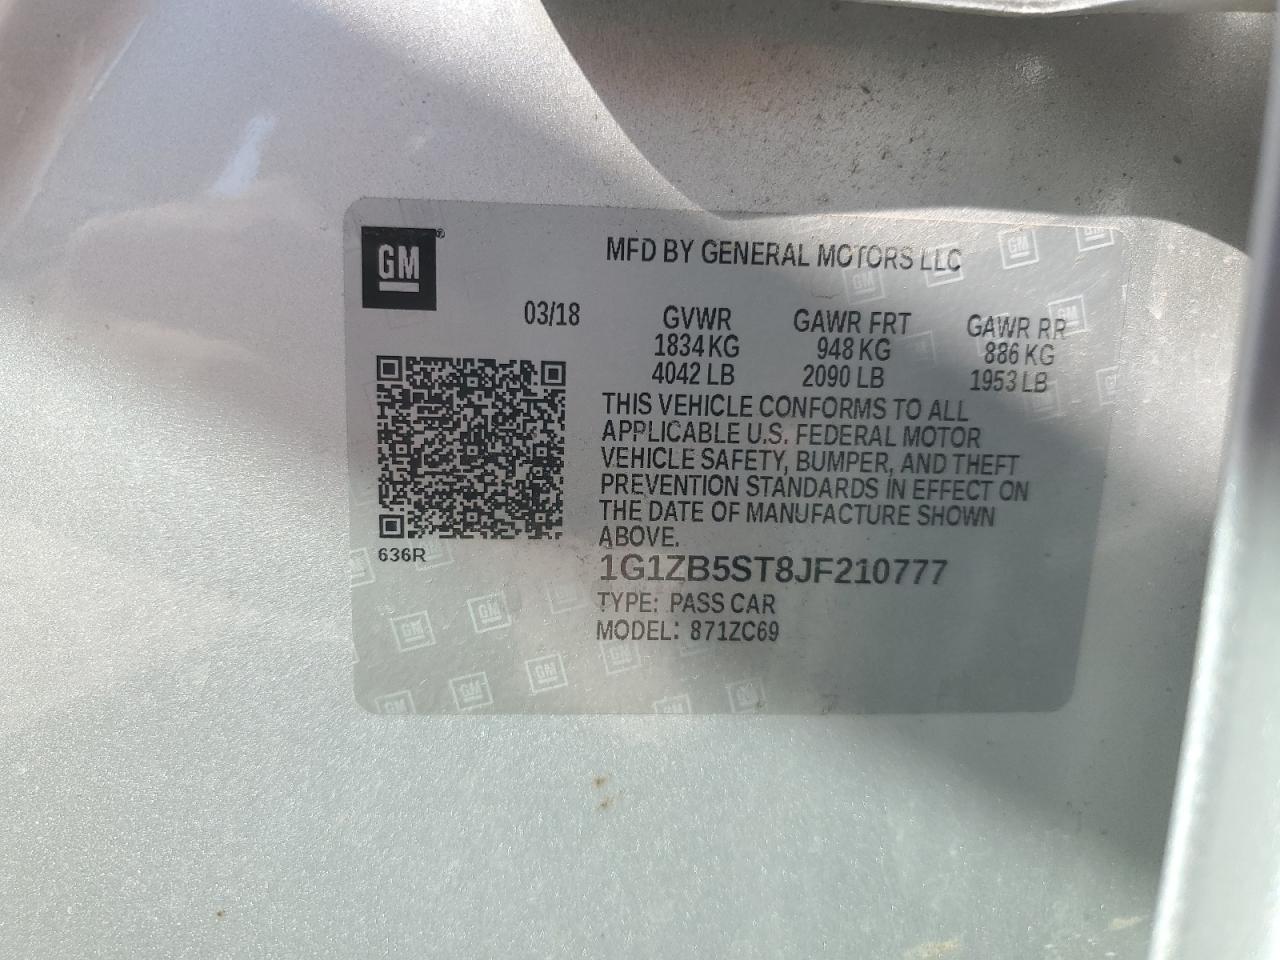 GM
MFD BY GENERAL MOTORS LLC
03/18 GVWR GAWR FRT GAWR RR
1834 KG 948 KG 886 KG
4042 LB 2090 LB 1953 LB
THIS VEHICLE CONFORMS TO ALL
APPLICABLE U.S. FEDERAL MOTOR
VEHICLE SAFETY, BUMPER, AND THEFT
PREVENTION STANDARDS IN EFFECT ON
THE DATE OF MANUFACTURE SHOWN
ABOVE.
636R
1G1ZB5ST8JF210777
TYPE: PASS CAR
MODEL: 871ZC69